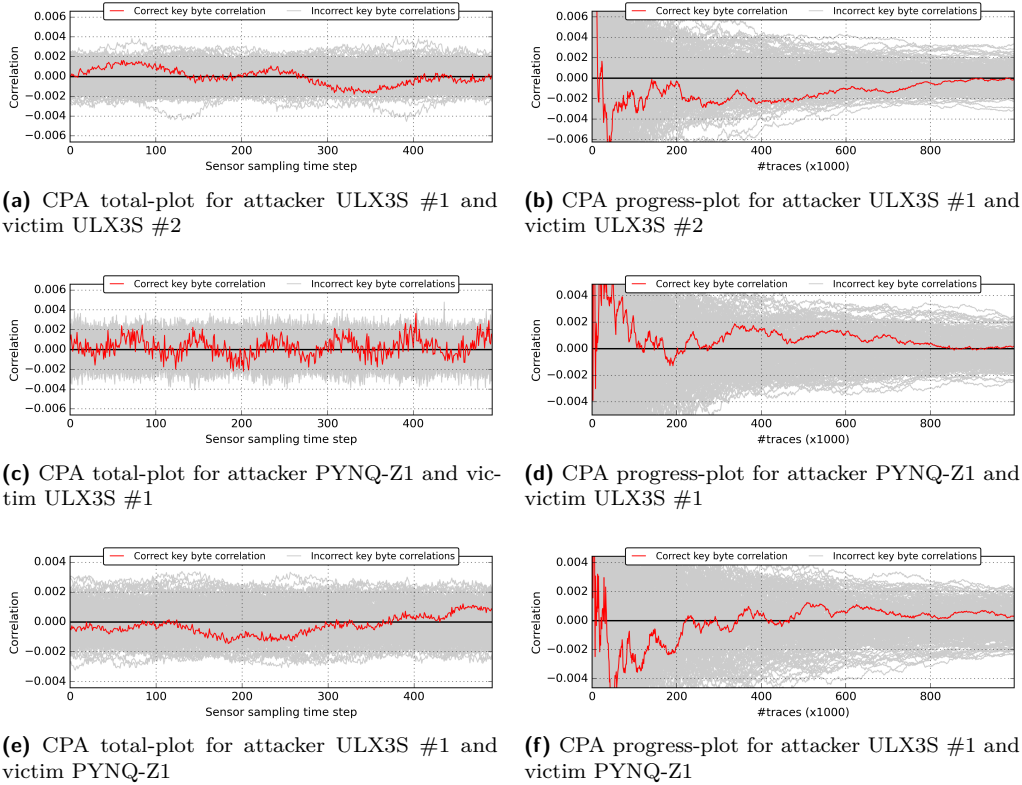 Correct key byte correlation Incorrect key byte correlations
0.006
0.004
0.002
0.000
−0.002
−0.004
−0.006
Correlation
0 100 200 300 400
Sensor sampling time step
(a) CPA total-plot for attacker ULX3S #1 and
victim ULX3S #2
Correct key byte correlation Incorrect key byte correlations
0.006
0.004
0.002
0.000
−0.002
−0.004
−0.006
Correlation
0 200 400 600 800
#traces (x1000)
(b) CPA progress-plot for attacker ULX3S #1 and
victim ULX3S #2
Correct key byte correlation Incorrect key byte correlations
0.006
0.004
0.002
0.000
−0.002
−0.004
−0.006
Correlation
0 100 200 300 400
Sensor sampling time step
(c) CPA total-plot for attacker PYNQ-Z1 and vic-
tim ULX3S #1
Correct key byte correlation Incorrect key byte correlations
0.004
0.002
0.000
−0.002
−0.004
Correlation
0 200 400 600 800
#traces (x1000)
(d) CPA progress-plot for attacker PYNQ-Z1 and
victim ULX3S #1
Correct key byte correlation Incorrect key byte correlations
0.004
0.002
0.000
−0.002
−0.004
Correlation
0 100 200 300 400
Sensor sampling time step
(e) CPA total-plot for attacker ULX3S #1 and
victim PYNQ-Z1
Correct key byte correlation Incorrect key byte correlations
0.004
0.002
0.000
−0.002
−0.004
Correlation
0 200 400 600 800
#traces (x1000)
(f) CPA progress-plot for attacker ULX3S #1 and
victim PYNQ-Z1